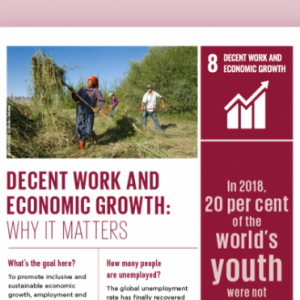 8 DECENT WORK AND
ECONOMIC GROWTH
DECENT WORK AND
ECONOMIC GROWTH:
WHY IT MATTERS
What's the goal here?
To promote inclusive and
sustainable economic
growth, employment and
How many people
are unemployed?
The global unemployment
rate has finally recovered
In 2018,
20 per cent
of the
world's
youth
were not